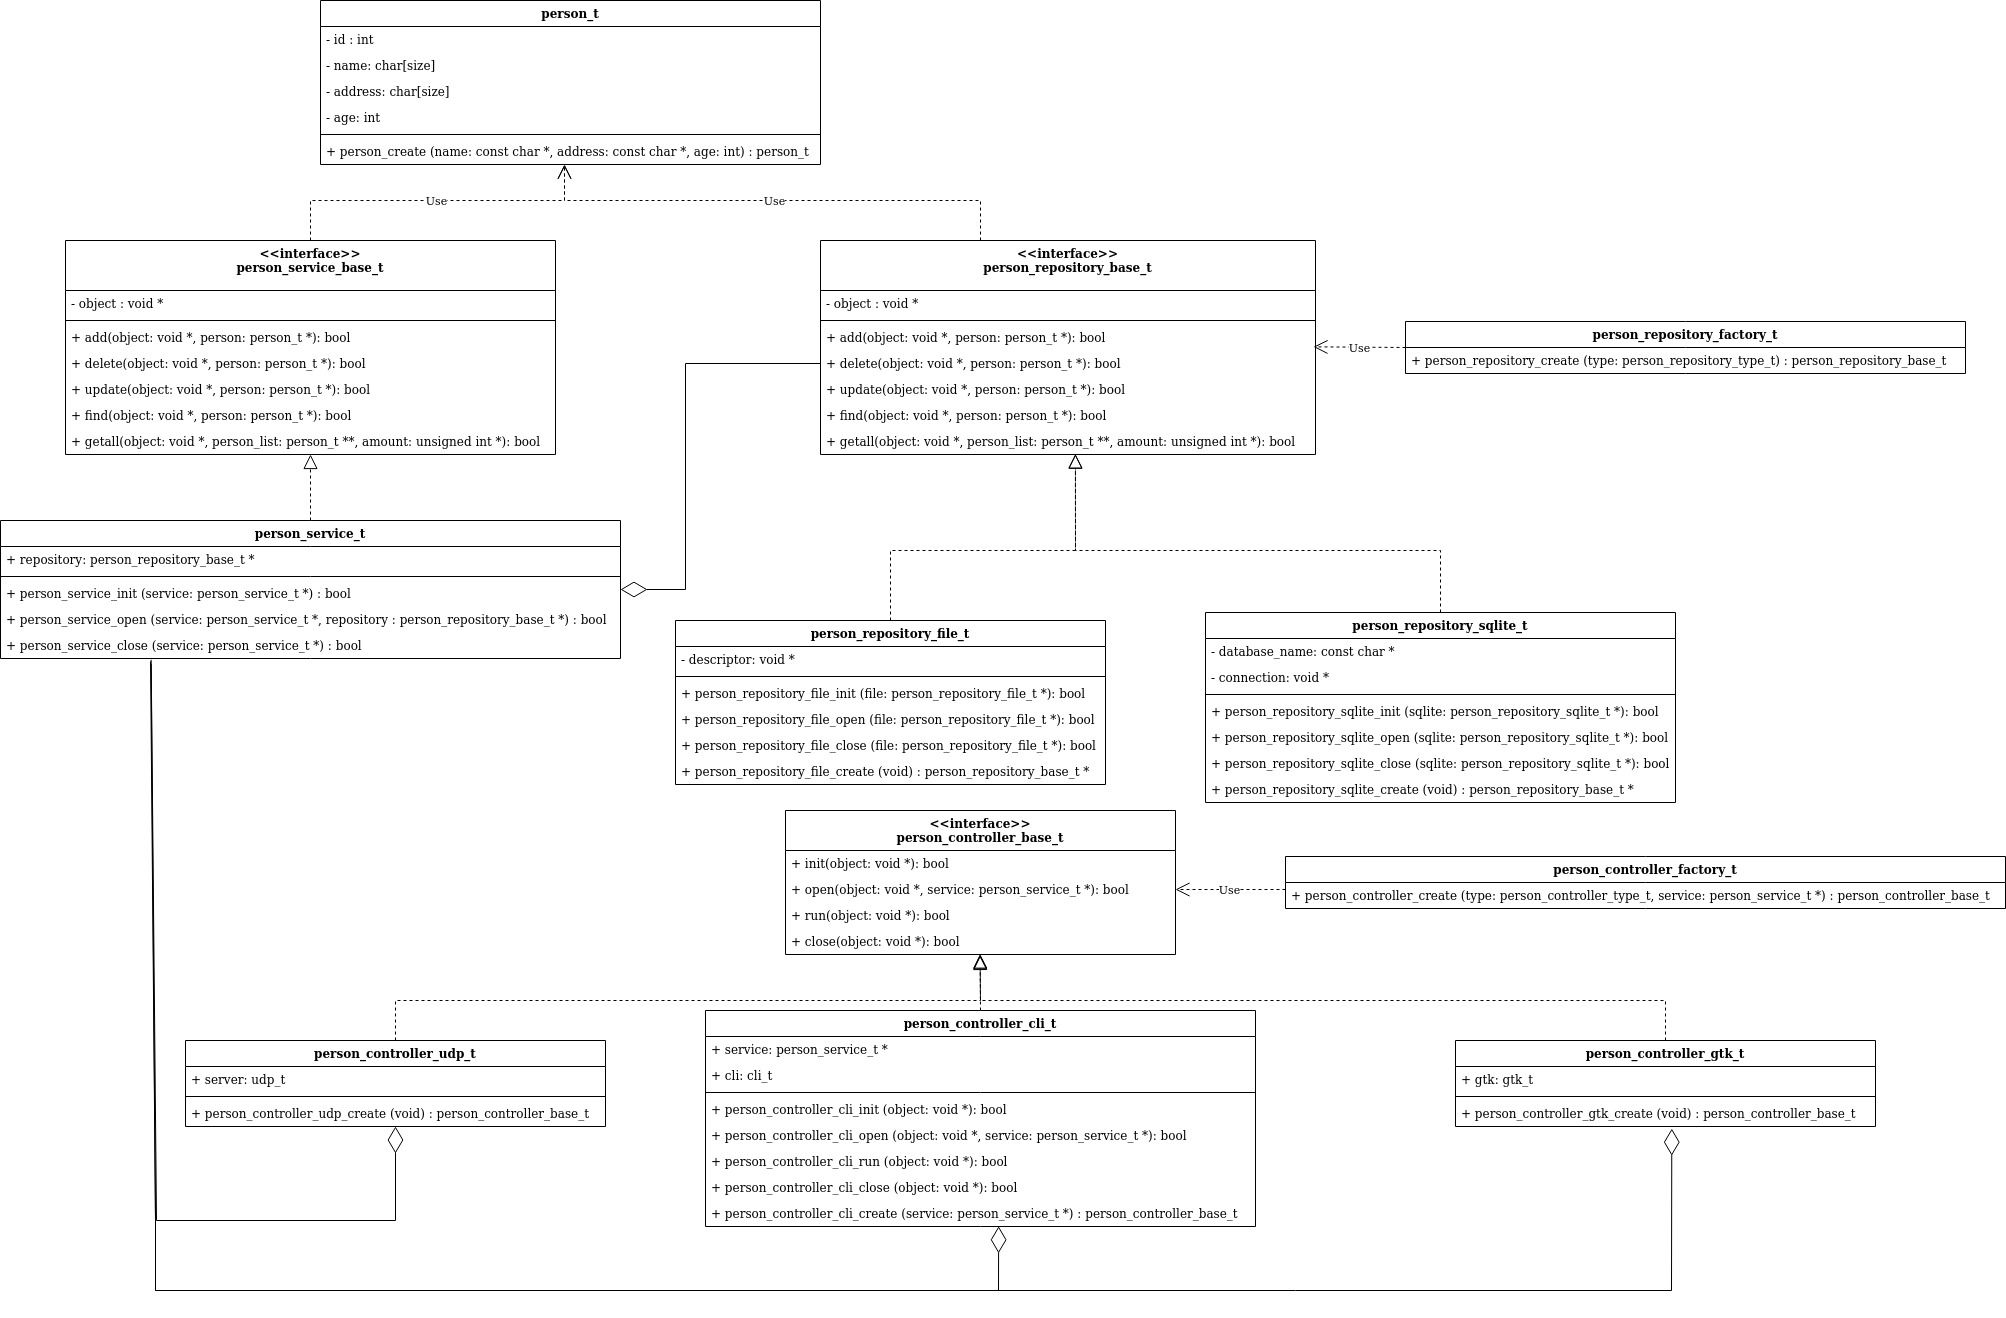 person_t
- id : int
- name: char[size]
- address: char[size]
- age: int
+ person_create (name: const char *, address: const char *, age: int) : person_t
Use
Use
<<interface>>
person_service_base_t
- object : void *
+ add(object: void *, person: person_t *): bool
+ delete(object: void *, person: person_t *): bool
+ update(object: void *, person: person_t *): bool
+ find(object: void *, person: person_t *): bool
+ getall(object: void *, person_list: person_t **, amount: unsigned int *): bool
<<interface>>
person_repository_base_t
- object : void *
+ add(object: void *, person: person_t *): bool
+ delete(object: void *, person: person_t *): bool
+ update(object: void *, person: person_t *): bool
+ find(object: void *, person: person_t *): bool
+ getall(object: void *, person_list: person_t **, amount: unsigned int *): bool
Use
person_repository_factory_t
+ person_repository_create (type: person_repository_type_t) : person_repository_base_t
person_service_t
+ repository: person_repository_base_t *
+ person_service_init (service: person_service_t *) : bool
+ person_service_open (service: person_service_t *, repository : person_repository_base_t *) : bool
+ person_service_close (service: person_service_t *) : bool
person_repository_file_t
- descriptor: void *
+ person_repository_file_init (file: person_repository_file_t *): bool
+ person_repository_file_open (file: person_repository_file_t *): bool
+ person_repository_file_close (file: person_repository_file_t *): bool
+ person_repository_file_create (void) : person_repository_base_t *
person_repository_sqlite_t
- database_name: const char *
- connection: void *
+ person_repository_sqlite_init (sqlite: person_repository_sqlite_t *): bool
+ person_repository_sqlite_open (sqlite: person_repository_sqlite_t *): bool
+ person_repository_sqlite_close (sqlite: person_repository_sqlite_t *): bool
+ person_repository_sqlite_create (void) : person_repository_base_t *
<<interface>>
person_controller_base_t
+ init(object: void *): bool
+ open(object: void *, service: person_service_t *): bool
+ run(object: void *): bool
+ close(object: void *): bool
Use
person_controller_factory_t
+ person_controller_create (type: person_controller_type_t, service: person_service_t *) : person_controller_base_t
person_controller_udp_t
+ server: udp_t
+ person_controller_udp_create (void) : person_controller_base_t
person_controller_cli_t
+ service: person_service_t *
+ cli: cli_t
+ person_controller_cli_init (object: void *): bool
+ person_controller_cli_open (object: void *, service: person_service_t *): bool
+ person_controller_cli_run (object: void *): bool
+ person_controller_cli_close (object: void *): bool
+ person_controller_cli_create (service: person_service_t *) : person_controller_base_t
person_controller_gtk_t
+ gtk: gtk_t
+ person_controller_gtk_create (void) : person_controller_base_t